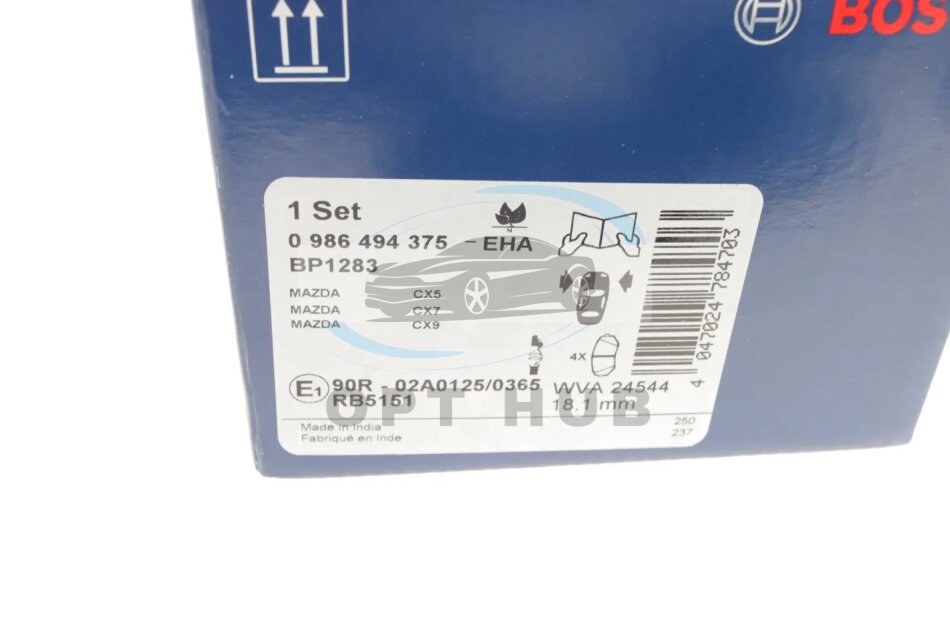 BOS
1 Set
0 986 494 375 - EHA
N
BP1283
MAZDA CX5
MAZDA CX7
MAZDA CX9
4X
E1 90R - 02A0125/0365
RB5151
WVA 24544
18.1 mm
Made in India
Fabriqué en Inde
250
237
4 047024 784703
OPT HUB